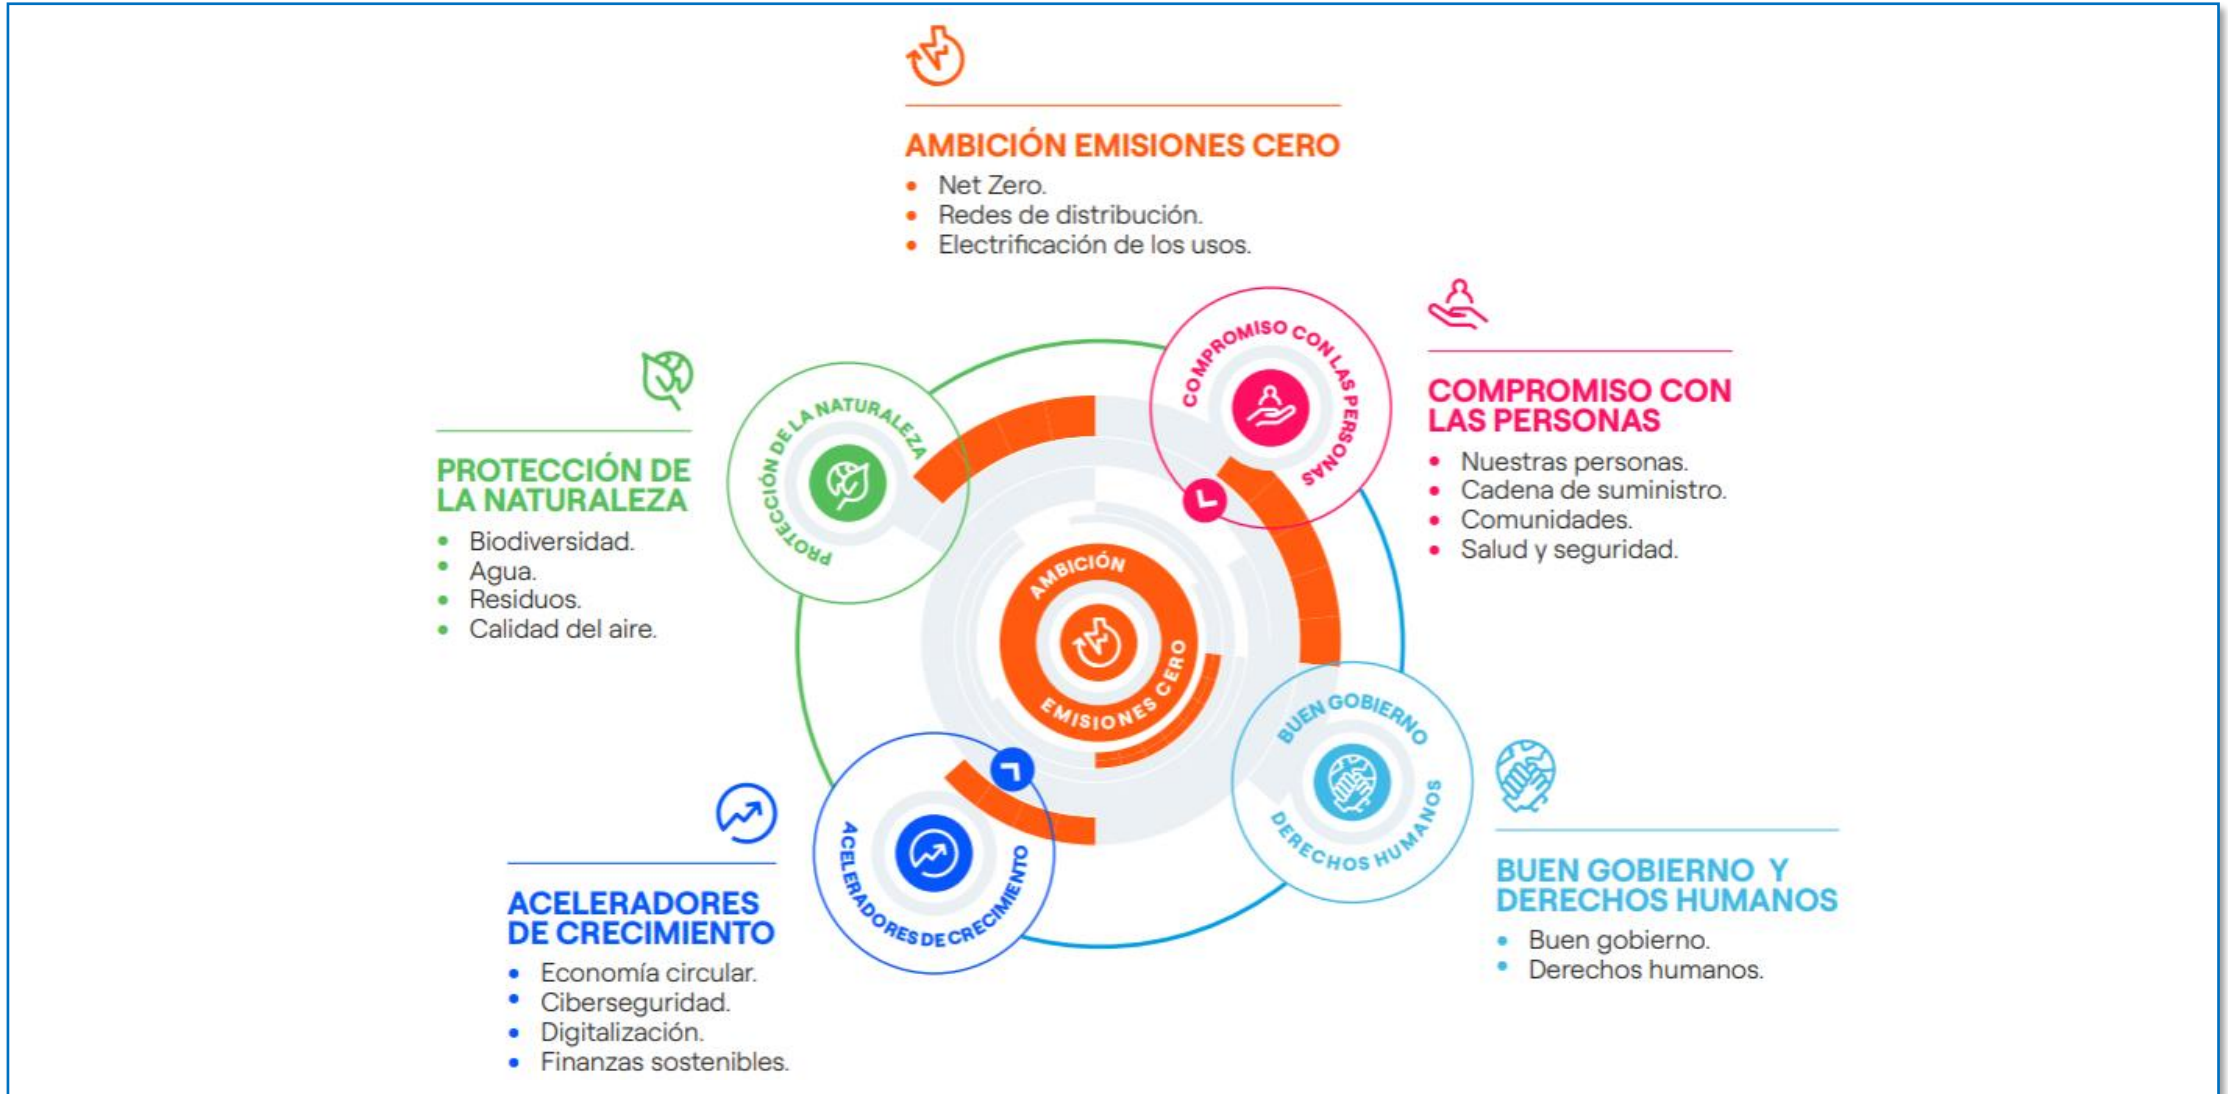 AMBICIÓN EMISIONES CERO
• Net Zero.
• Redes de distribución.
• Electrificación de los usos.
COMPROMISO CON
LAS PERSONAS
• Nuestras personas.
• Cadena de suministro.
• Comunidades.
• Salud y seguridad.
PROTECCIÓN DE
LA NATURALEZA
• Biodiversidad.
• Agua.
• Residuos.
• Calidad del aire.
COMPROMISO CON LAS PERSONAS
PROTECCIÓN DE LA NATURALEZA
AMBICIÓN
EMISIONES CERO
BUEN GOBIERNO
DERECHOS HUMANOS
ACELERADORES DE CRECIMIENTO
ACELERADORES
DE CRECIMIENTO
• Economía circular.
• Ciberseguridad.
• Digitalización.
• Finanzas sostenibles.
BUEN GOBIERNO Y
DERECHOS HUMANOS
• Buen gobierno.
• Derechos humanos.